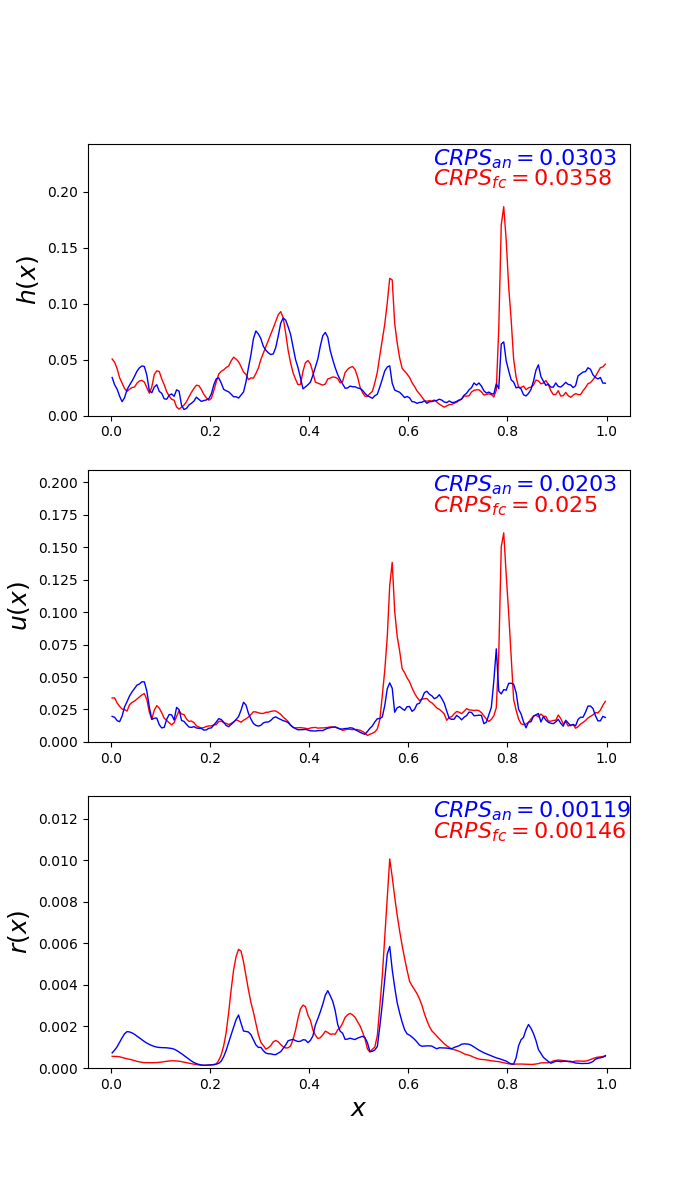 CRPS_an = 0.0303
CRPS_fc = 0.0358
h(x)
0.20
0.15
0.10
0.05
0.00
0.0 0.2 0.4 0.6 0.8 1.0
CRPS_an = 0.0203
CRPS_fc = 0.025
u(x)
0.200
0.175
0.150
0.125
0.100
0.075
0.050
0.025
0.000
0.0 0.2 0.4 0.6 0.8 1.0
CRPS_an = 0.00119
CRPS_fc = 0.00146
r(x)
0.012
0.010
0.008
0.006
0.004
0.002
0.000
0.0 0.2 0.4 0.6 0.8 1.0
x